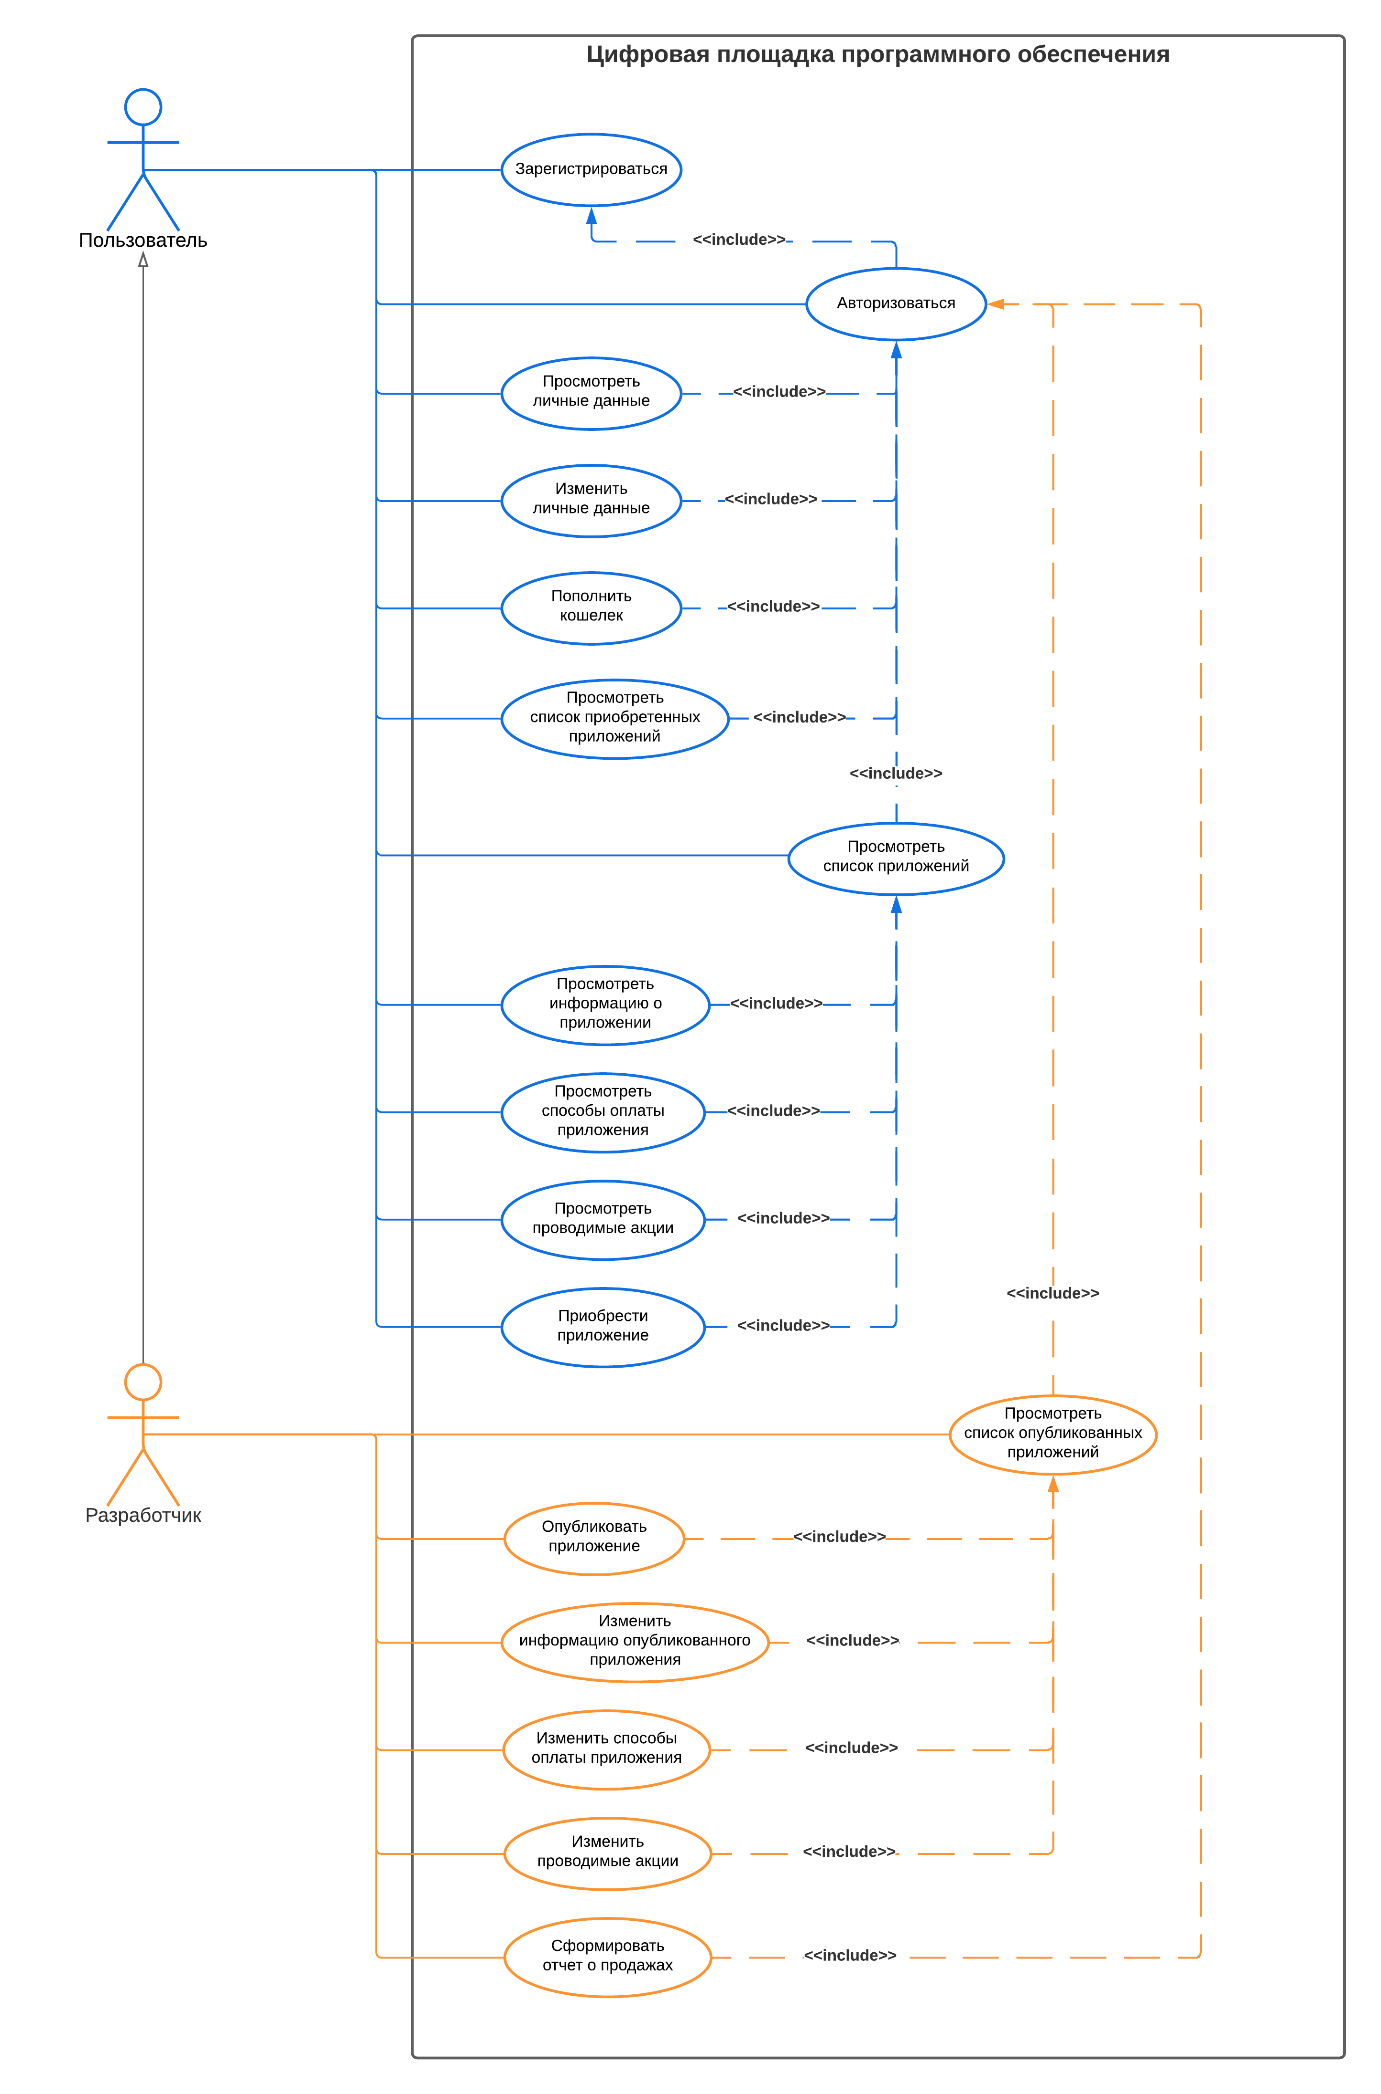 Цифровая площадка программного обеспечения
Зарегистрироваться
Пользователь
<<include>>
Авторизоваться
Просмотреть
личные данные
<<include>>
Изменить
личные данные
<<include>>
Пополнить
кошелек
<<include>>
Просмотреть
список приобретенных
приложений
<<include>>
<<include>>
Просмотреть
список приложений
Просмотреть
информацию о
приложении
<<include>>
Просмотреть
способы оплаты
приложения
<<include>>
Просмотреть
проводимые акции
<<include>>
<<include>>
Приобрести
приложение
<<include>>
Просмотреть
список опубликованных
приложений
Разработчик
Опубликовать
приложение
<<include>>
Изменить
информацию опубликованного
приложения
<<include>>
Изменить способы
оплаты приложения
<<include>>
Изменить
проводимые акции
<<include>>
Сформировать
отчет о продажах
<<include>>